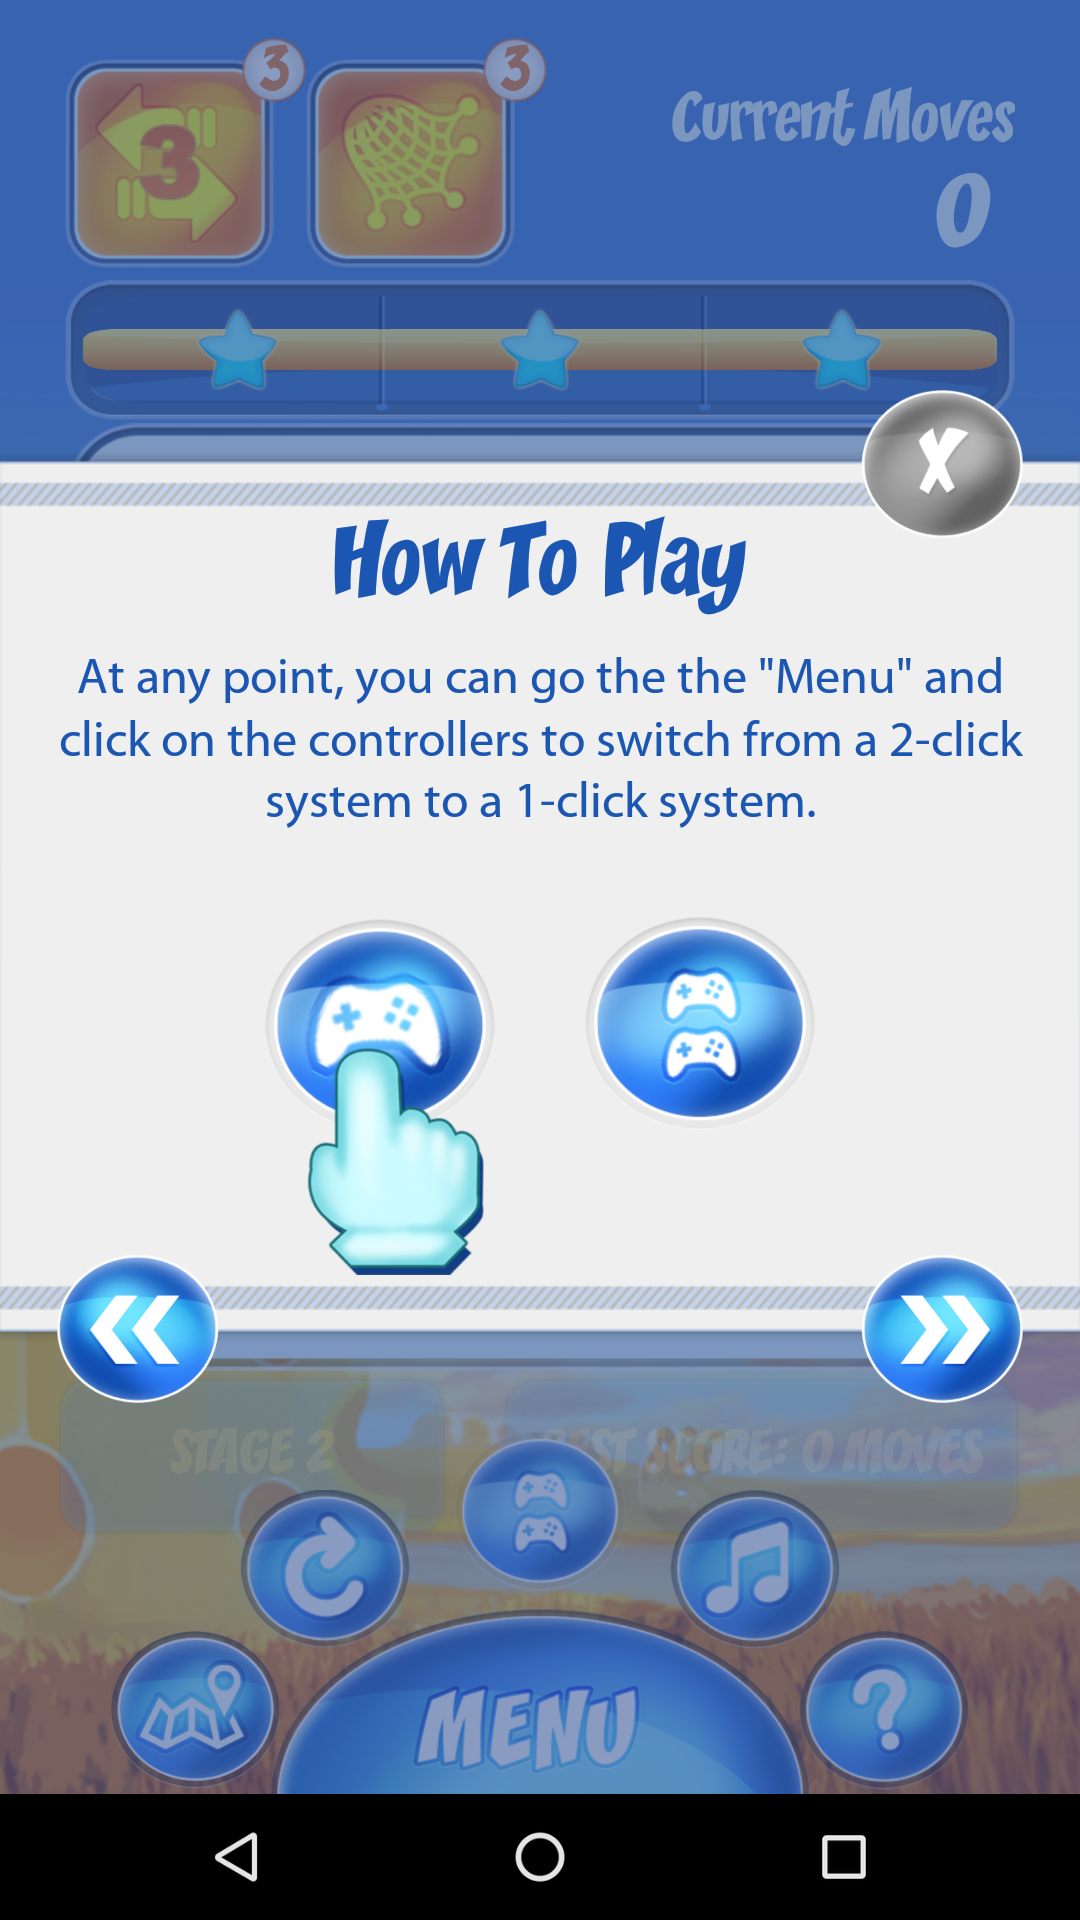 3
3
3
Current Moves
0
How To Play
At any point, you can go the the "Menu" and
click on the controllers to switch from a 2-click
system to a 1-click system.
STAGE 2
BEST SCORE: 0 MOVES
MENU